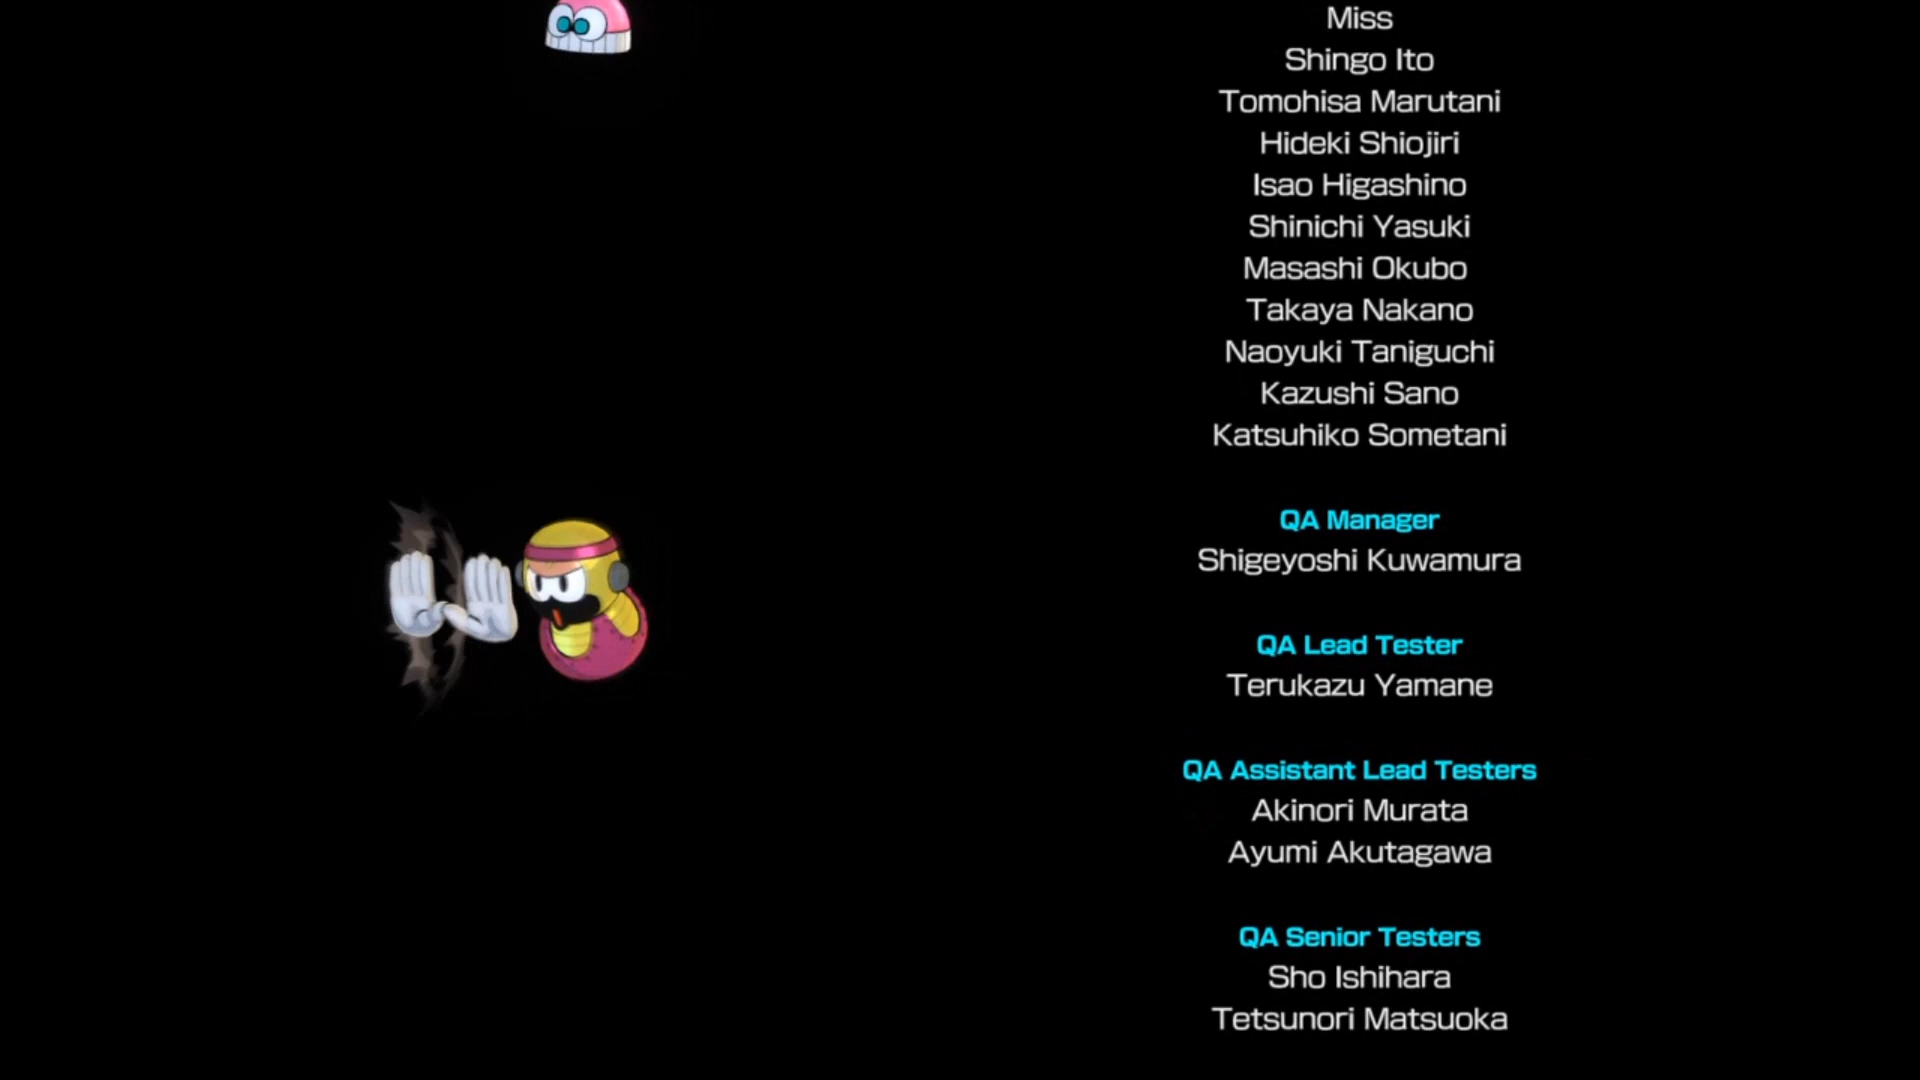 Miss
Shingo Ito
Tomohisa Marutani
Hideki Shiojiri
Isao Higashino
Shinichi Yasuki
Masashi Okubo
Takaya Nakano
Naoyuki Taniguchi
Kazushi Sano
Katsuhiko Sometani
QA Manager
Shigeyoshi Kuwamura
QA Lead Tester
Terukazu Yamane
QA Assistant Lead Testers
Akinori Murata
Ayumi Akutagawa
QA Senior Testers
Sho Ishihara
Tetsunori Matsuoka